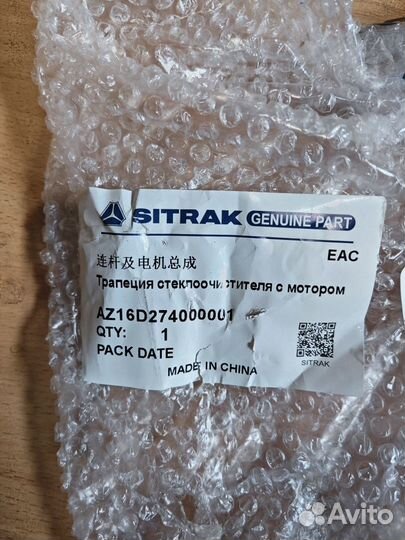 SITRAK GENUINE PART
连杆及电机总成
EAC
Трапеция стеклоочистителя с мотором
AZ16D274000001
QTY: 1
PACK DATE
SITRAK
MADE IN CHINA
Avito